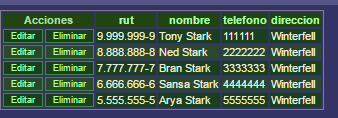 Acciones rut nombre telefono direccion
Editar Eliminar 9.999.999-9 Tony Stark 111111 Winterfell
Editar Eliminar 8.888.888-8 Ned Stark 2222222 Winterfell
Editar Eliminar 7.777.777-7 Bran Stark 3333333 Winterfell
Editar Eliminar 6.666.666-6 Sansa Stark 4444444 Winterfell
Editar Eliminar 5.555.555-5 Arya Stark 5555555 Winterfell